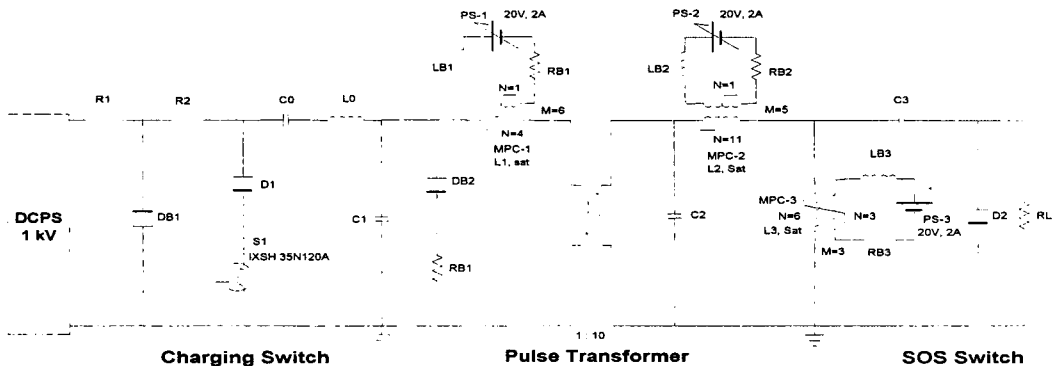 PS-1
20V, 2A
PS-2
20V, 2A
LB1
RB1
LB2
RB2
N=1
N=1
R1
R2
C0
L0
M=6
M=5
C3
N=4
MPC-1
L1, sat
N=11
MPC-2
L2, Sat
LB3
D1
DB2
DB1
DCPS
1 kV
C1
C2
MPC-3
N=6
L3, Sat
N=3
PS-3
20V, 2A
D2
RL
S1
IXSH 35N120A
RB1
M=3
RB3
1:10
Charging Switch
Pulse Transformer
SOS Switch